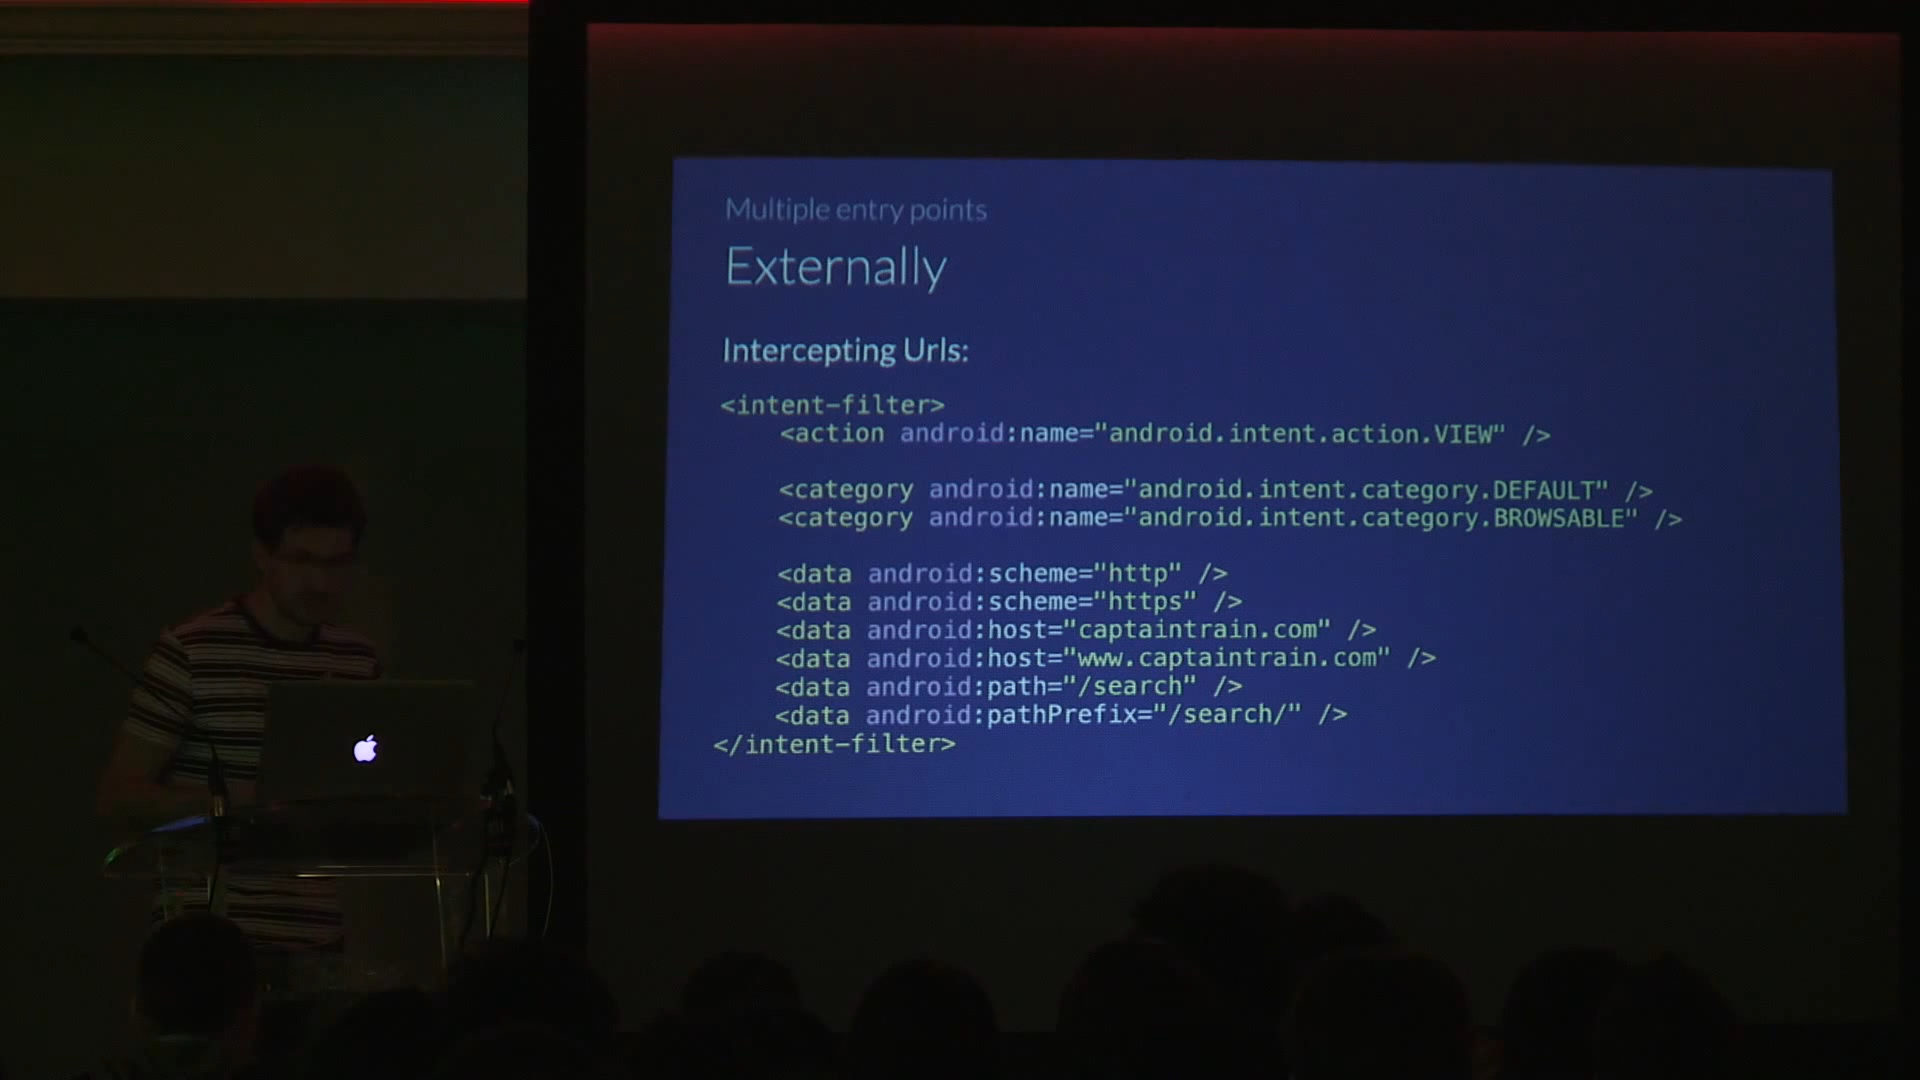 Multiple entry points
Externally
Intercepting Urls:
<intent-filter>
<action android:name="android.intent.action.VIEW" />
<category android:name="android.intent.category.DEFAULT" />
<category android:name="android.intent.category.BROWSABLE" />
<data android:scheme="http" />
<data android:scheme="https" />
<data android:host="captaintrain.com" />
<data android:host="www.captaintrain.com" />
<data android:path="/search" />
<data android:pathPrefix="/search/" />
</intent-filter>